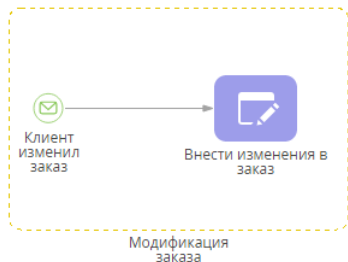 Клиент
изменил
заказ
Внести изменения в
заказ
Модификация
заказа